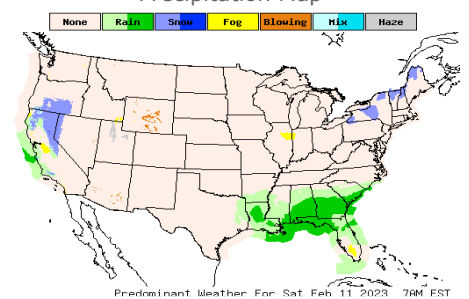 Precipitation Map
None Rain Snow Fog Blowing Mix Haze
Predominant Weather For Sat Feb 11 2023 7AM EST